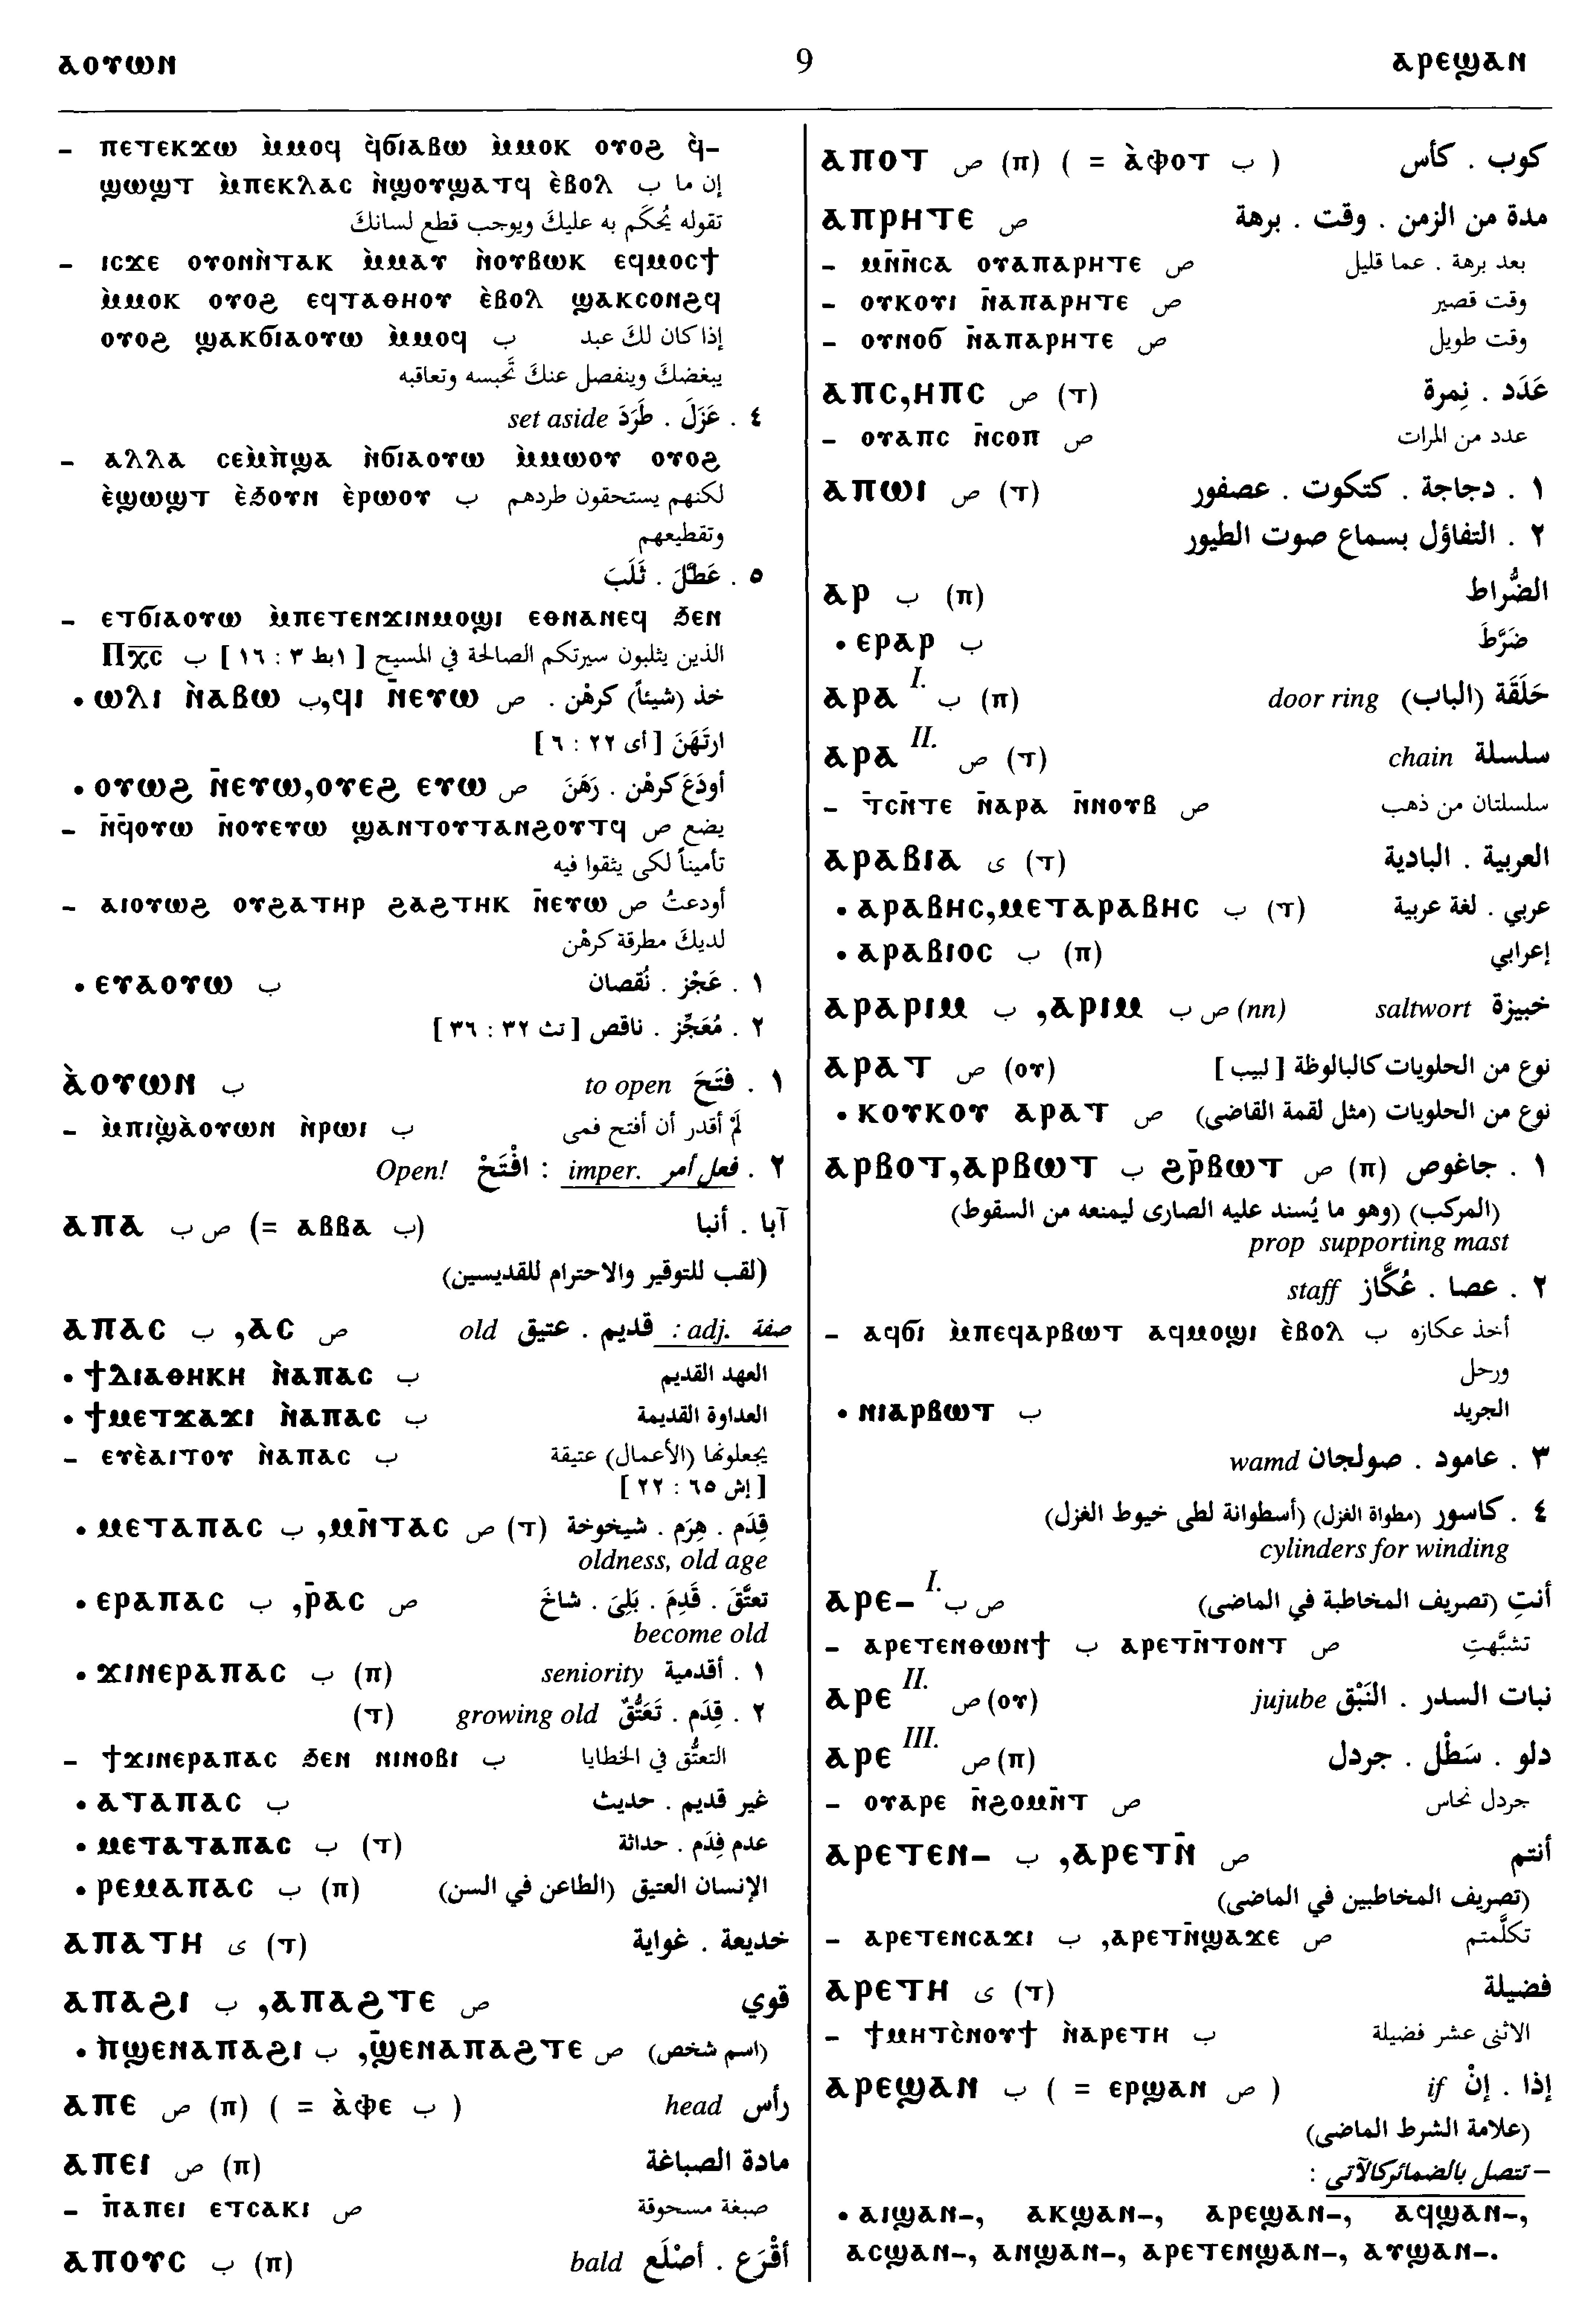 ⲁⲟⲩⲱⲛ 9 ⲁⲣⲉϣⲁⲛ
– ⲡⲉⲧⲉⲕϫⲱ ⲙ̀ⲙⲟϥ ϥ̀ϭⲓⲁⲃⲱ ⲙ̀ⲙⲟⲕ ⲟⲩⲟϩ ϥ̀–
ϣⲱϣⲧ ⲙ̀ⲡⲉⲕⲗⲁⲥ ⲛ̀ϣⲟⲩϣⲁⲧϥ ⲉ̀ⲃⲟⲗ ب إن ما
تقوله يُحكَم به عليكَ ويوجب قطع لسانكَ
– ⲓⲥϫⲉ ⲟⲩⲟⲛⲛ̀ⲧⲁⲕ ⲙ̀ⲙⲁⲩ ⲛ̀ⲟⲩⲃⲱⲕ ⲉϥⲙⲟⲥϯ
ⲙ̀ⲙⲟⲕ ⲟⲩⲟϩ ⲉϥⲧⲁⲑⲛⲟⲩ ⲉ̀ⲃⲟⲗ ϣⲁⲕⲥⲟⲛϩϥ
ⲟⲩⲟϩ ϣⲁⲕϭⲓⲁⲟⲩⲱ ⲙ̀ⲙⲟϥ ب إذا كان لكَ عبد
يبغضكَ وينفصل عنكَ تَحبسه وتعاقبه
٤ . عَزَلَ . طَرَدَ set aside
– ⲁⲗⲗⲁ ⲥⲉⲙ̀ⲡ̀ϣⲁ ⲛ̀ϭⲓⲁⲟⲩⲱ ⲙ̀ⲙⲱⲟⲩ ⲟⲩⲟϩ
ⲉ̀ϣⲱϣⲧ ⲉ̀ϧⲟⲩⲛ ⲉ̀ⲣⲱⲟⲩ ب لكنهم يستحقون طردهم
وتقطيعهم
٥ . عَطَّلَ . ثَلَبَ
– ⲉⲧϭⲓⲁⲟⲩⲱ ⲙ̀ⲡⲉⲧⲉⲛϫⲓⲛⲙⲟϣⲓ ⲉⲑⲛⲁⲛⲉϥ ϧⲉⲛ
Ⲡⲭ̅ⲥ̅ ب الذين يثلبون سيرتكم الصالحة في المسيح [ ١بط ٣ : ١٦ ]
• ⲱⲗⲓ ⲛ̀ⲁⲃⲱ ب, ϥⲓ ⲛ̄ⲉⲩⲱ ص خذ (شيئاً) كرهْن .
ارتَهَنَ [ أى ٢٢ : ٦ ]
• ⲟⲩⲱϩ ⲛ̄ⲉⲩⲱ,ⲟⲩⲉϩ ⲉⲩⲱ ص أودَعَ كرهْن . رَهَنَ
– ⲛ̄ϥⲟⲩⲱ ⲛ̄ⲟⲩⲉⲩⲱ ϣⲁⲛⲧⲟⲩⲧⲁⲛϩⲟⲩⲧϥ ص يضع
تأميناً لكى يثقوا فيه
– ⲁⲓⲟⲩⲱϩ ⲟⲩϩⲁⲧⲏⲣ ϩⲁϩⲧⲏⲕ ⲛ̄ⲉⲩⲱ ص أودعتُ
لديكَ مطرقة كرهْن
• ⲉⲩⲁⲟⲩⲱ ب ١ . عَجْز . نُقصان
٢ . مُعَجِّز . ناقص [ تث ٣٢ : ٣٦ ]
ⲁ̀ⲟⲩⲱⲛ ب ١ . فتَحَ to open
– ⲙ̀ⲡⲓϣ̀ⲁ̀ⲟⲩⲱⲛ ⲛ̀ⲣⲱⲓ ب لَمْ أقدر أن أفتح فمى
٢ . فعل أمر imper. : افْتَحْ Open!
ⲁⲡⲁ ص ب (= ⲁⲃⲃⲁ ب) آبا . أنبا
(لقب للتوقير والاحترام للقديسين)
ⲁⲡⲁⲥ ب ,ⲁⲥ ص صفة adj. : قديم . عتيق old
• ϯⲇⲓⲁⲑⲏⲕⲏ ⲛ̀ⲁⲡⲁⲥ ب العهد القديم
• ϯⲙⲉⲧϫⲁϫⲓ ⲛ̀ⲁⲡⲁⲥ ب العداوة القديمة
– ⲉⲩⲉ̀ⲁⲓⲧⲟⲩ ⲛ̀ⲁⲡⲁⲥ ب يجعلونها (الأعمال) عتيقة
[ إش ٦٥ : ٢٢ ]
• ⲙⲉⲧⲁⲡⲁⲥ ب ,ⲙⲛ̄ⲧⲁⲥ ص (ⲧ) قِدَم . هِرَم . شيخوخة
oldness, old age
• ⲉⲣⲁⲡⲁⲥ ب ,ⲣ̄ⲁⲥ ص تعتَّقَ . قَدِمَ . بَلِىَ . شاخَ
become old
• ϫⲓⲛⲉⲣⲁⲡⲁⲥ ب (ⲡ) ١ . أقدمية seniority
(ⲧ) ٢ . قِدَم . تَعَتُّقٌ growing old
– ϯϫⲓⲛⲉⲣⲁⲡⲁⲥ ϧⲉⲛ ⲛⲓⲛⲟⲃⲓ ب التعتُّق في الخطايا
• ⲁⲧⲁⲡⲁⲥ ب غير قديم . حديث
• ⲙⲉⲧⲁⲧⲁⲡⲁⲥ ب (ⲧ) عدم قِدَم . حداثة
• ⲣⲉⲙⲁⲡⲁⲥ ب (ⲡ) الإنسان العتيق (الطاعن في السن)
ⲁⲡⲁⲧⲏ ى (ⲧ) خديعة . غواية
ⲁⲡⲁϩⲓ ب ,ⲁⲡⲁϩⲧⲉ ص قوي
• ⲡ̀ϣⲉⲛⲁⲡⲁϩⲓ ب ,ϣ̄ⲉⲛⲁⲡⲁϩⲧⲉ ص (اسم شخص)
ⲁⲡⲉ ص (ⲡ) ( = ⲁ̀ⲫⲉ ب ) رأس head
ⲁⲡⲉⲓ ص (ⲡ) مادة الصباغة
– ⲡ̄ⲁⲡⲉⲓ ⲉⲧⲥⲁⲕⲓ ص صبغة مسحوقة
ⲁⲡⲟⲩⲥ ب (ⲡ) أقْرَع . أصْلَع bald
ⲁⲡⲟⲧ ص (ⲡ) ( = ⲁ̀ⲫⲟⲧ ب ) كوب . كأس
ⲁⲡⲣⲏⲧⲉ ص مدة من الزمن . وقت . برهة
– ⲙⲛ̄ⲛ̄ⲥⲁ ⲟⲩⲁⲡⲁⲣⲏⲧⲉ ص بعد برهة . عما قليل
– ⲟⲩⲕⲟⲩⲓ ⲛ̄ⲁⲡⲁⲣⲏⲧⲉ ص وقت قصير
– ⲟⲩⲛⲟϭ ⲛ̄ⲁⲡⲁⲣⲏⲧⲉ ص وقت طويل
ⲁⲡⲥ,ⲏⲡⲥ ص (ⲧ) عَدَد . نِمرة
– ⲟⲩⲁⲡⲥ ⲛ̄ⲥⲟⲡ ص عدد من المرات
ⲁⲡⲱⲓ ص (ⲧ) ١ . دجاجة . كتكوت . عصفور
٢ . التفاؤل بسماع صوت الطيور
ⲁⲣ ب (ⲡ) الضُّراط
• ⲉⲣⲁⲣ ب ضَرَّطَ
ⲁⲣⲁ I. ب (ⲡ) حَلَقَة (الباب) door ring
ⲁⲣⲁ II. ص (ⲧ) سلسلة chain
– ⲧ̄ⲥⲛ̄ⲧⲉ ⲛ̄ⲁⲣⲁ ⲛ̄ⲛⲟⲩⲃ ص سلسلتان من ذهب
ⲁⲣⲁⲃⲓⲁ ى (ⲧ) العربية . البادية
• ⲁⲣⲁⲃⲏⲥ,ⲙⲉⲧⲁⲣⲁⲃⲏⲥ ب (ⲧ) عربي . لغة عربية
• ⲁⲣⲁⲃⲓⲟⲥ ب (ⲡ) إعرابي
ⲁⲣⲁⲣⲓⲙ ب ,ⲁⲣⲓⲙ ص ب (nn) خبيزة saltwort
ⲁⲣⲁⲧ ص (ⲟⲩ) نوع من الحلويات كالبالوظة [ لبيب ]
• ⲕⲟⲩⲕⲟⲩ ⲁⲣⲁⲧ ص نوع من الحلويات (مثل لقمة القاضى)
ⲁⲣⲃⲟⲧ,ⲁⲣⲃⲱⲧ ب ϩⲣ̄ⲃⲱⲧ ص (ⲡ) ١ . جاغوص
(المركب) (وهو ما يُسند عليه الصارى ليمنعه من السقوط)
prop supporting mast
٢ . عصا . عُكَّاز staff
– ⲁϥϭⲓ ⲙ̀ⲡⲉϥⲁⲣⲃⲱⲧ ⲁϥⲙⲟϣⲓ ⲉ̀ⲃⲟⲗ ب أخذ عكازه
ورحل
• ⲛⲓⲁⲣⲃⲱⲧ ب الجريد
٣ . عامود . صولجان wamd
٤ . كاسور (مطواة الغزل) (أسطوانة لطى خيوط الغزل)
cylinders for winding
ⲁⲣⲉ– I. ص ب أنتِ (تصريف المخاطبة في الماضى)
– ⲁⲣⲉⲧⲉⲛⲑⲱⲛϯ ب ⲁⲣⲉⲧⲛ̄ⲧⲟⲛⲧ ص تشبَّهتِ
ⲁⲣⲉ II. ص (ⲟⲩ) نبات السدر . النَبْق jujube
ⲁⲣⲉ III. ص (ⲡ) دلو . سَطْل . جردل
– ⲟⲩⲁⲣⲉ ⲛ̄ϩⲟⲙⲛ̄ⲧ ص جردل نحاس
ⲁⲣⲉⲧⲉⲛ– ب ,ⲁⲣⲉⲧⲛ̄ ص أنتم
(تصريف المخاطبين في الماضى)
– ⲁⲣⲉⲧⲉⲛⲥⲁϫⲓ ب ,ⲁⲣⲉⲧⲛ̄ϣⲁϫⲉ ص تكلَّمتم
ⲁⲣⲉⲧⲏ ى (ⲧ) فضيلة
– ϯⲙⲏⲧⲥ̀ⲛⲟⲩϯ ⲛ̀ⲁⲣⲉⲧⲏ ب الاثنى عشر فضيلة
ⲁⲣⲉϣⲁⲛ ب ( = ⲉⲣϣⲁⲛ ص ) إذا . إنْ if
(علامة الشرط الماضى)
– تتصل بالضمائر كالآتى :
• ⲁⲓϣⲁⲛ–, ⲁⲕϣⲁⲛ–, ⲁⲣⲉϣⲁⲛ–, ⲁϥϣⲁⲛ–,
ⲁⲥϣⲁⲛ–, ⲁⲛϣⲁⲛ–, ⲁⲣⲉⲧⲉⲛϣⲁⲛ–, ⲁⲩϣⲁⲛ–.